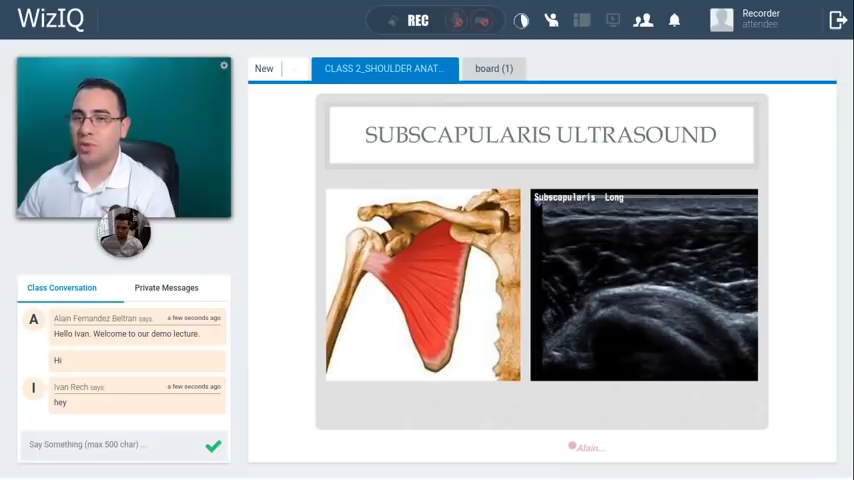 WizIQ
REC
Recorder
attendee
New
CLASS 2_SHOULDER ANAT...
board (1)
SUBSCAPULARIS ULTRASOUND
Subscapularis Long
Class Conversation
Private Messages
A
Alain Fernandez Beltran says: a few seconds ago
Hello Ivan. Welcome to our demo lecture.
Hi
I
Ivan Rech says: a few seconds ago
hey
Say Something (max 500 char) ...
Alain...